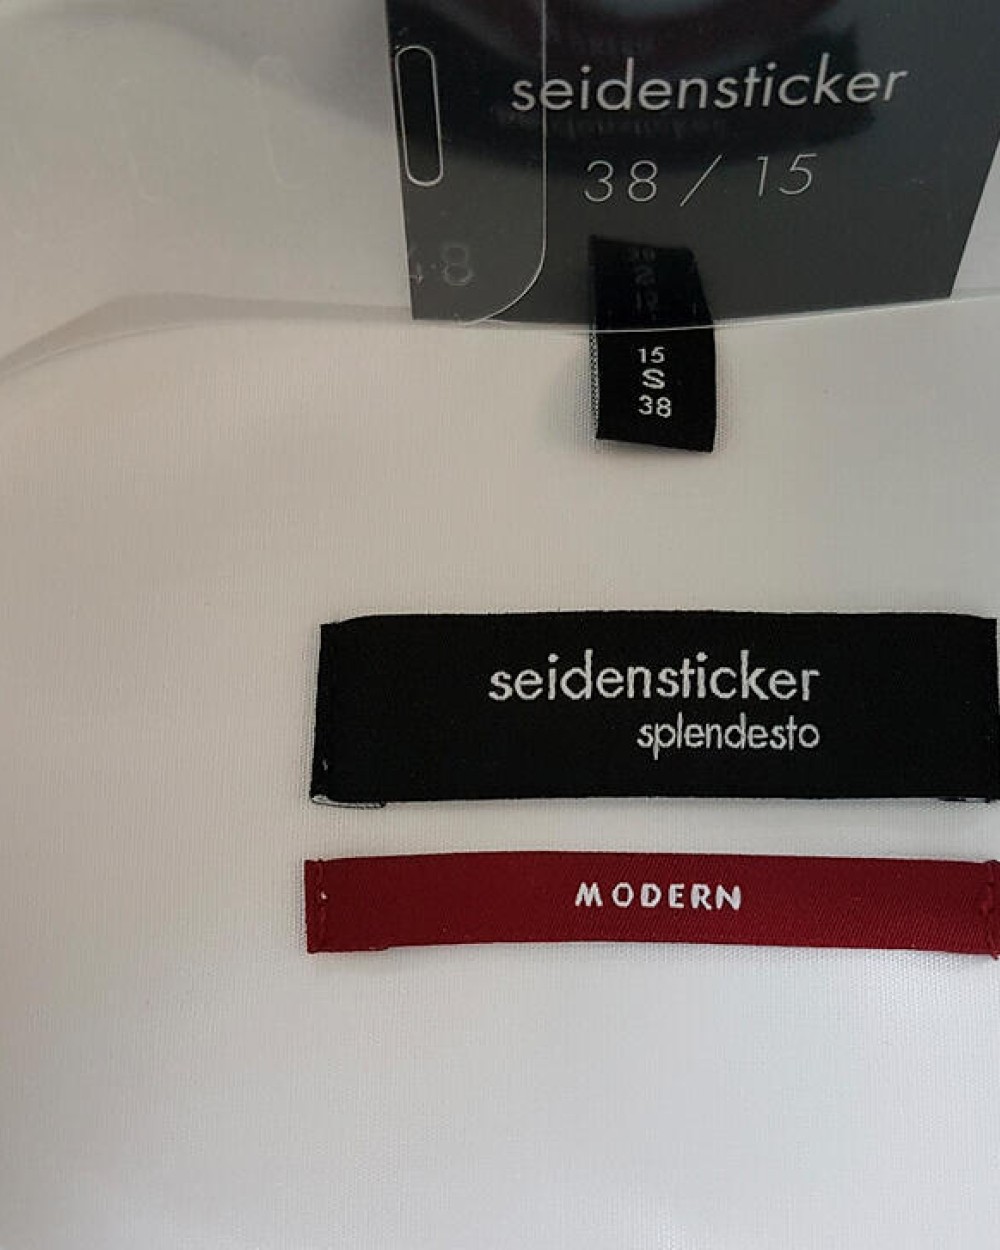 seidensticker
38 / 15
15
S
38
seidensticker
splendesto
MODERN